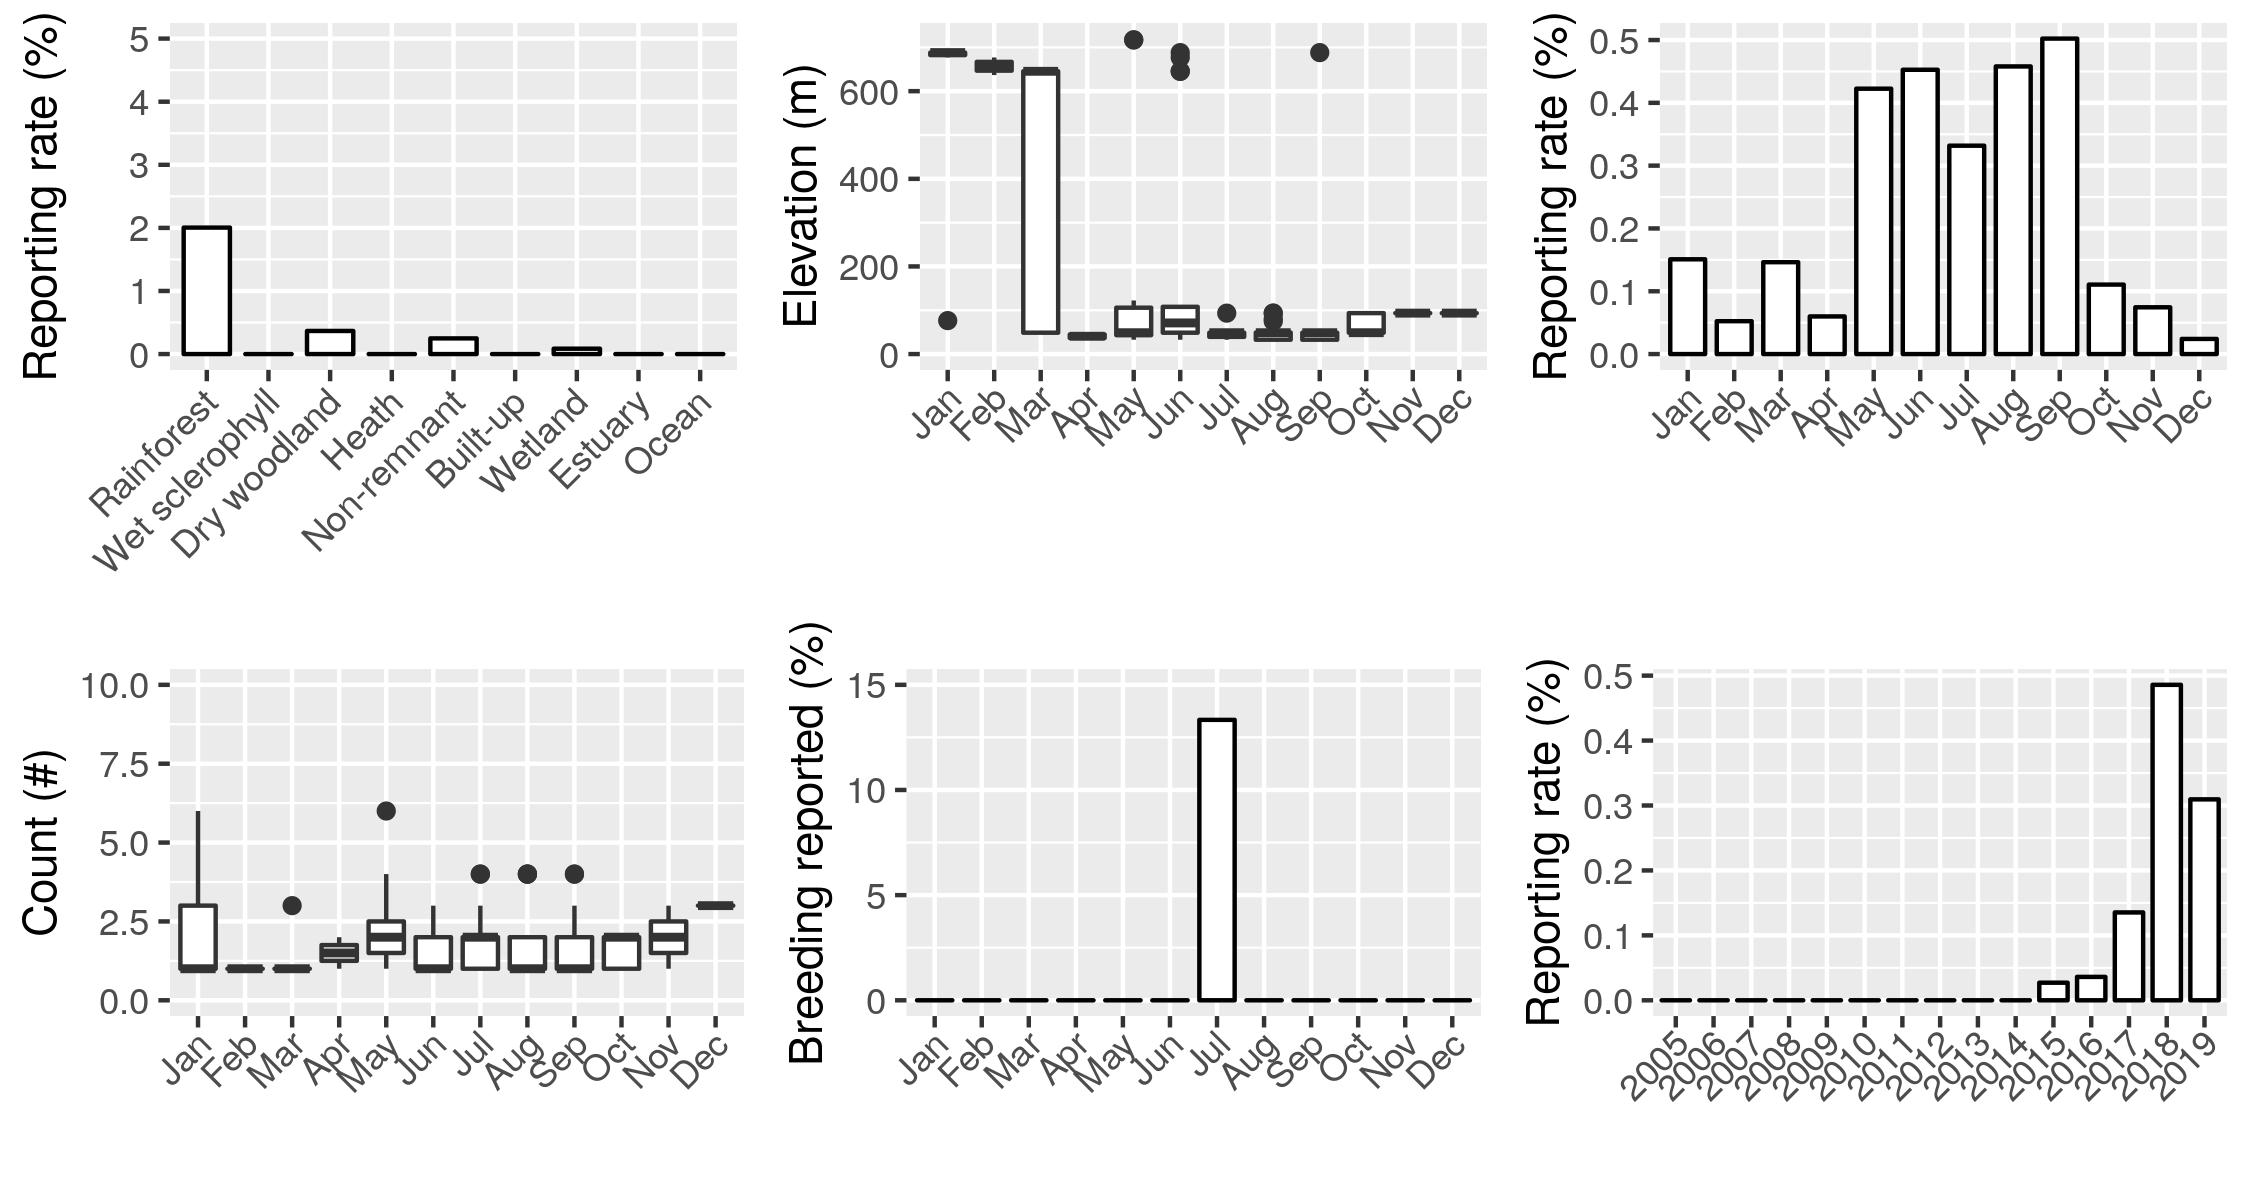 Reporting rate (%)
5
4
3
2
1
0
Rainforest
Wet sclerophyll
Dry woodland
Heath
Non-remnant
Built-up
Wetland
Estuary
Ocean
Elevation (m)
600
400
200
0
Jan
Feb
Mar
Apr
May
Jun
Jul
Aug
Sep
Oct
Nov
Dec
Reporting rate (%)
0.5
0.4
0.3
0.2
0.1
0.0
Jan
Feb
Mar
Apr
May
Jun
Jul
Aug
Sep
Oct
Nov
Dec
Count (#)
10.0
7.5
5.0
2.5
0.0
Jan
Feb
Mar
Apr
May
Jun
Jul
Aug
Sep
Oct
Nov
Dec
Breeding reported (%)
15
10
5
0
Jan
Feb
Mar
Apr
May
Jun
Jul
Aug
Sep
Oct
Nov
Dec
Reporting rate (%)
0.5
0.4
0.3
0.2
0.1
0.0
2005
2006
2007
2008
2009
2010
2011
2012
2013
2014
2015
2016
2017
2018
2019